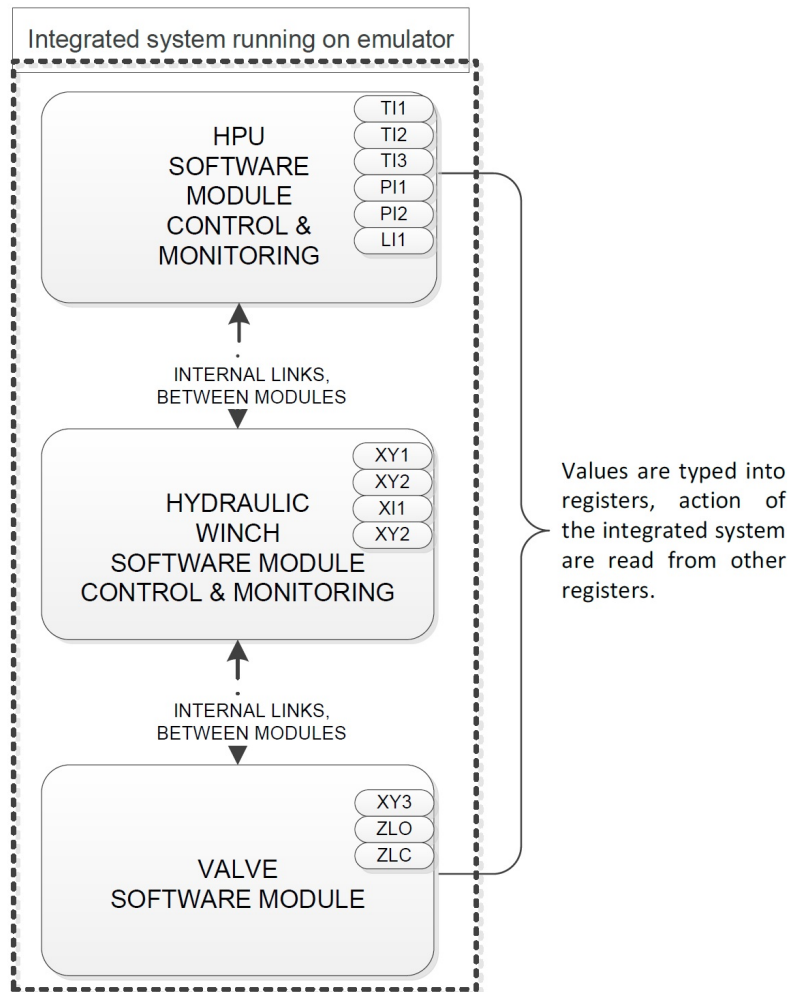 Integrated system running on emulator
HPU
SOFTWARE
MODULE
CONTROL &
MONITORING
TI1
TI2
TI3
PI1
PI2
LI1
INTERNAL LINKS,
BETWEEN MODULES
HYDRAULIC
WINCH
SOFTWARE MODULE
CONTROL & MONITORING
XY1
XY2
XI1
XY2
Values are typed into
registers, action of
the integrated system
are read from other
registers.
INTERNAL LINKS,
BETWEEN MODULES
VALVE
SOFTWARE MODULE
XY3
ZLO
ZLC